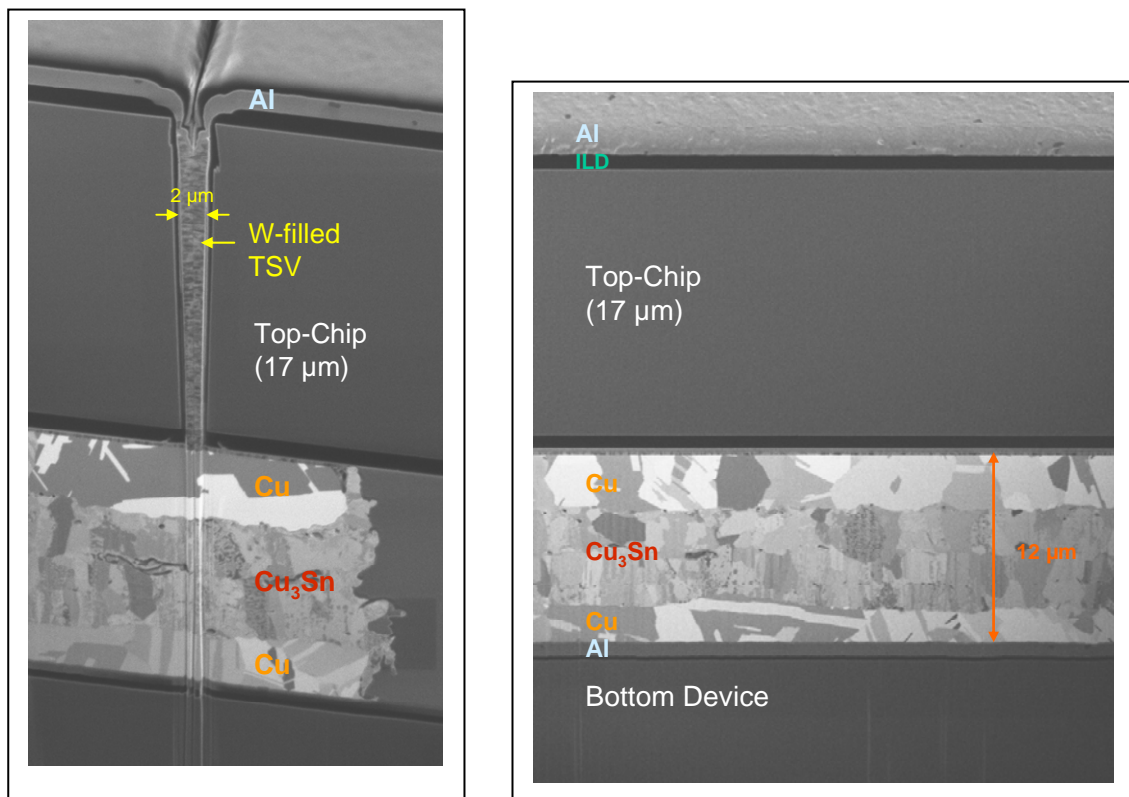 Al
2 µm
W-filled
TSV
Top-Chip
(17 µm)
Cu
Cu₃Sn
Cu
Al
ILD
Top-Chip
(17 µm)
Cu
Cu₃Sn
12 µm
Cu
Al
Bottom Device